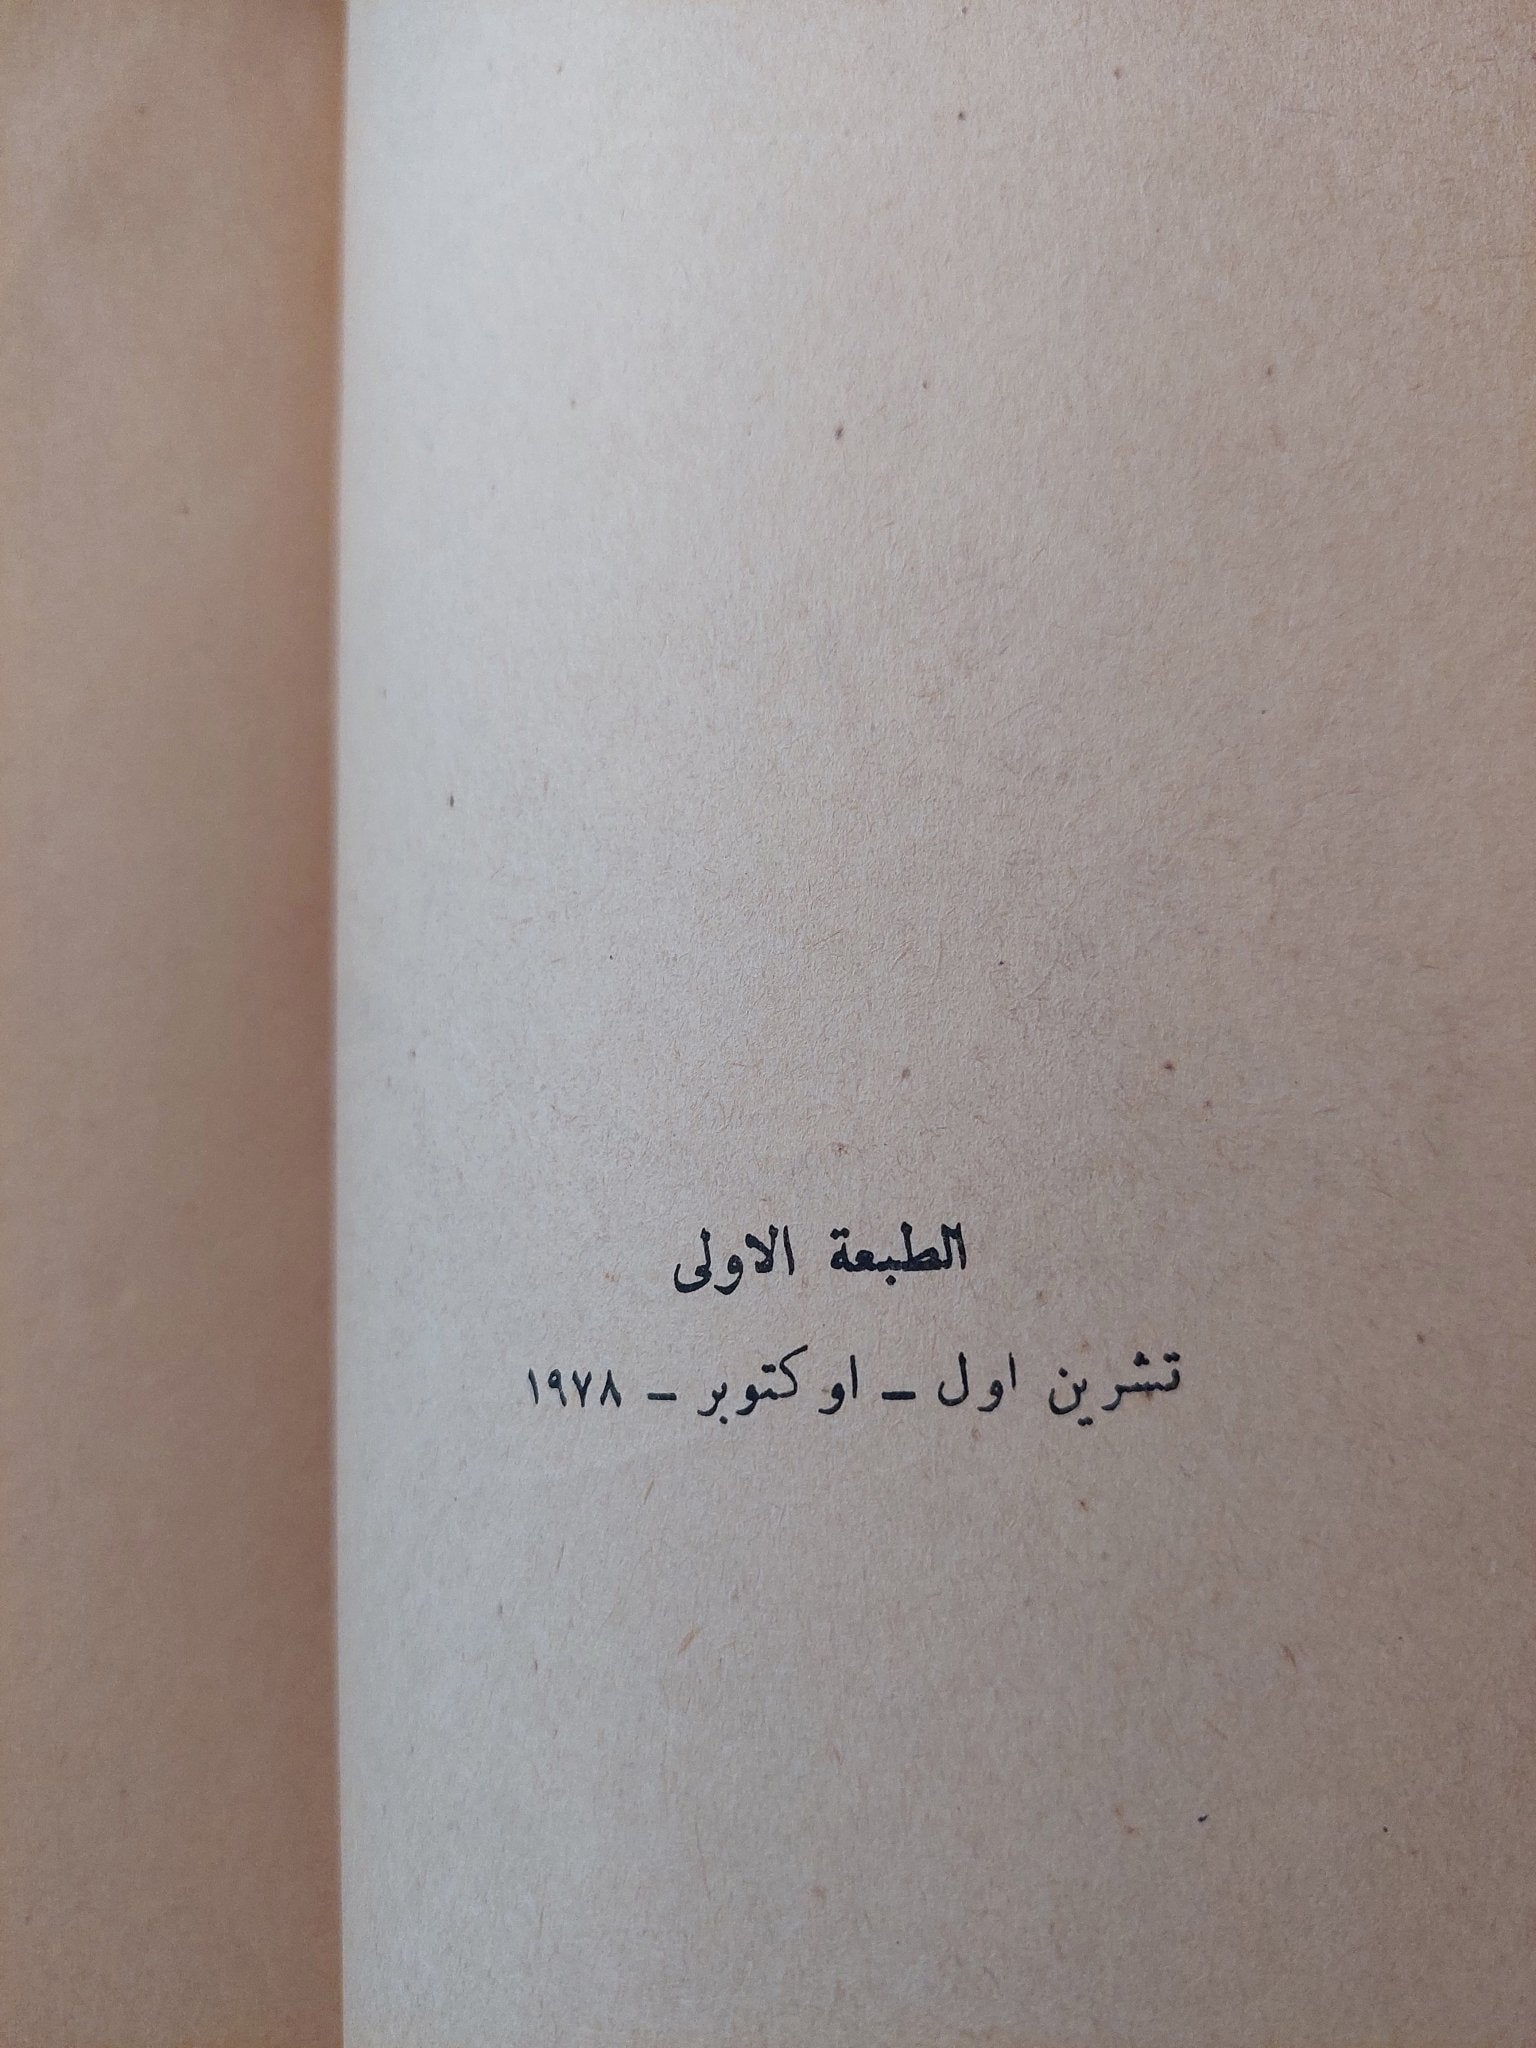 الطبعة الاولى
تشرين اول - اوكتوبر - ١٩٧٨